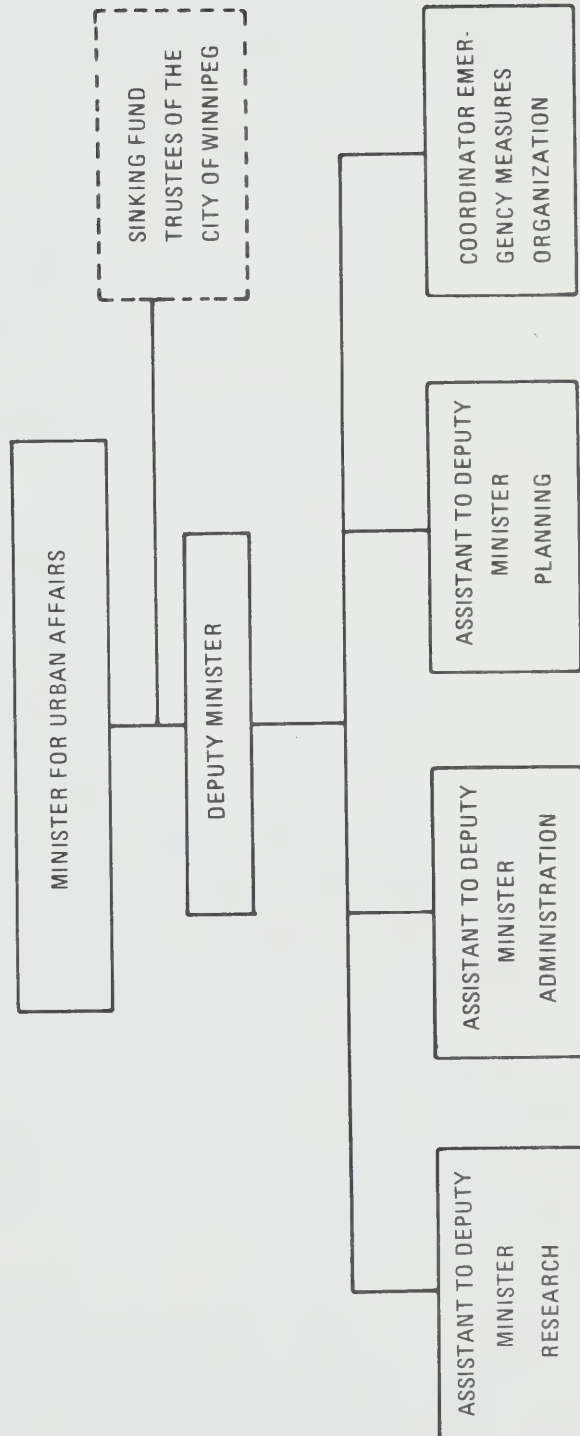 MINISTER FOR URBAN AFFAIRS
SINKING FUND
TRUSTEES OF THE
CITY OF WINNIPEG
DEPUTY MINISTER
ASSISTANT TO DEPUTY
MINISTER
RESEARCH
ASSISTANT TO DEPUTY
MINISTER
ADMINISTRATION
ASSISTANT TO DEPUTY
MINISTER
PLANNING
COORDINATOR EMER-
GENCY MEASURES
ORGANIZATION